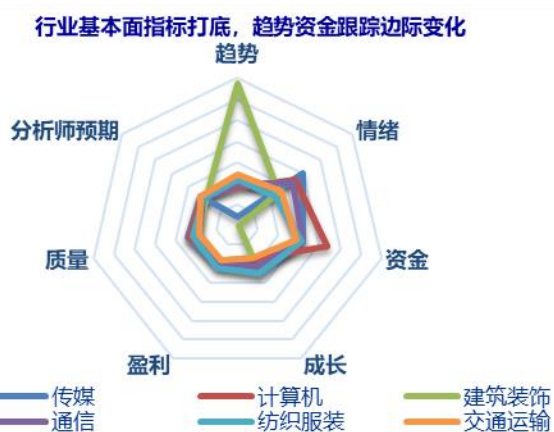 行业基本面指标打底，趋势资金跟踪边际变化
趋势
分析师预期
情绪
质量
资金
盈利
成长
传媒
计算机
建筑装饰
通信
纺织服装
交通运输